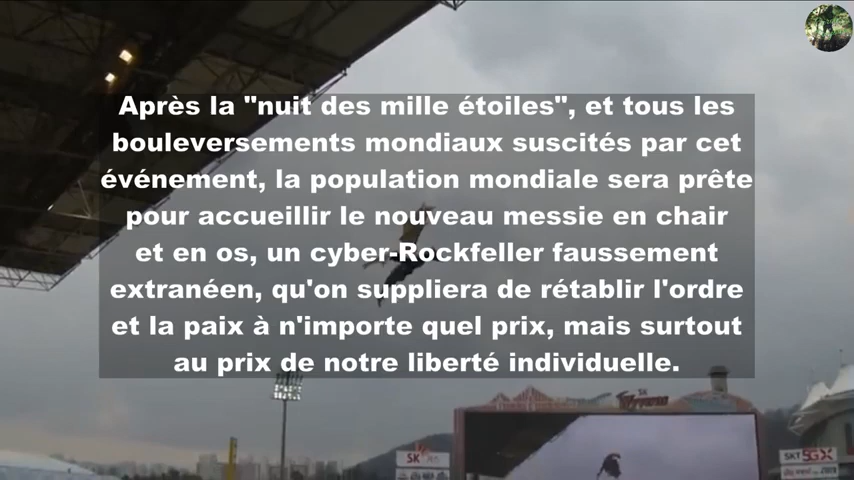 Après la "nuit des mille étoiles", et tous les
bouleversements mondiaux suscités par cet
événement, la population mondiale sera prête
pour accueillir le nouveau messie en chair
et en os, un cyber-Rockfeller faussement
extranéen, qu'on suppliera de rétablir l'ordre
et la paix à n'importe quel prix, mais surtout
au prix de notre liberté individuelle.
SK
Wyverns
SK
SKT 5GX